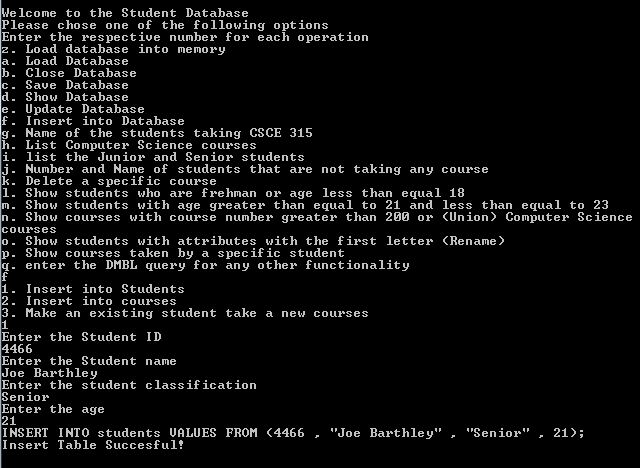 Welcome to the Student Database
Please chose one of the following options
Enter the respective number for each operation
z. Load database into memory
a. Load Database
b. Close Database
c. Save Database
d. Show Database
e. Update Database
f. Insert into Database
g. Name of the students taking CSCE 315
h. List Computer Science courses
i. list the Junior and Senior students
j. Number and Name of students that are not taking any course
k. Delete a specific course
l. Show students who are frehman or age less than equal 18
m. Show students with age greater than equal to 21 and less than equal to 23
n. Show courses with course number greater than 200 or (Union) Computer Science
courses
o. Show students with attributes with the first letter (Rename)
p. Show courses taken by a specific student
q. enter the DMBL query for any other functionality
f
1. Insert into Students
2. Insert into courses
3. Make an existing student take a new courses
1
Enter the Student ID
4466
Enter the Student name
Joe Barthley
Enter the student classification
Senior
Enter the age
21
INSERT INTO students VALUES FROM (4466 , "Joe Barthley" , "Senior" , 21);
Insert Table Succesful!